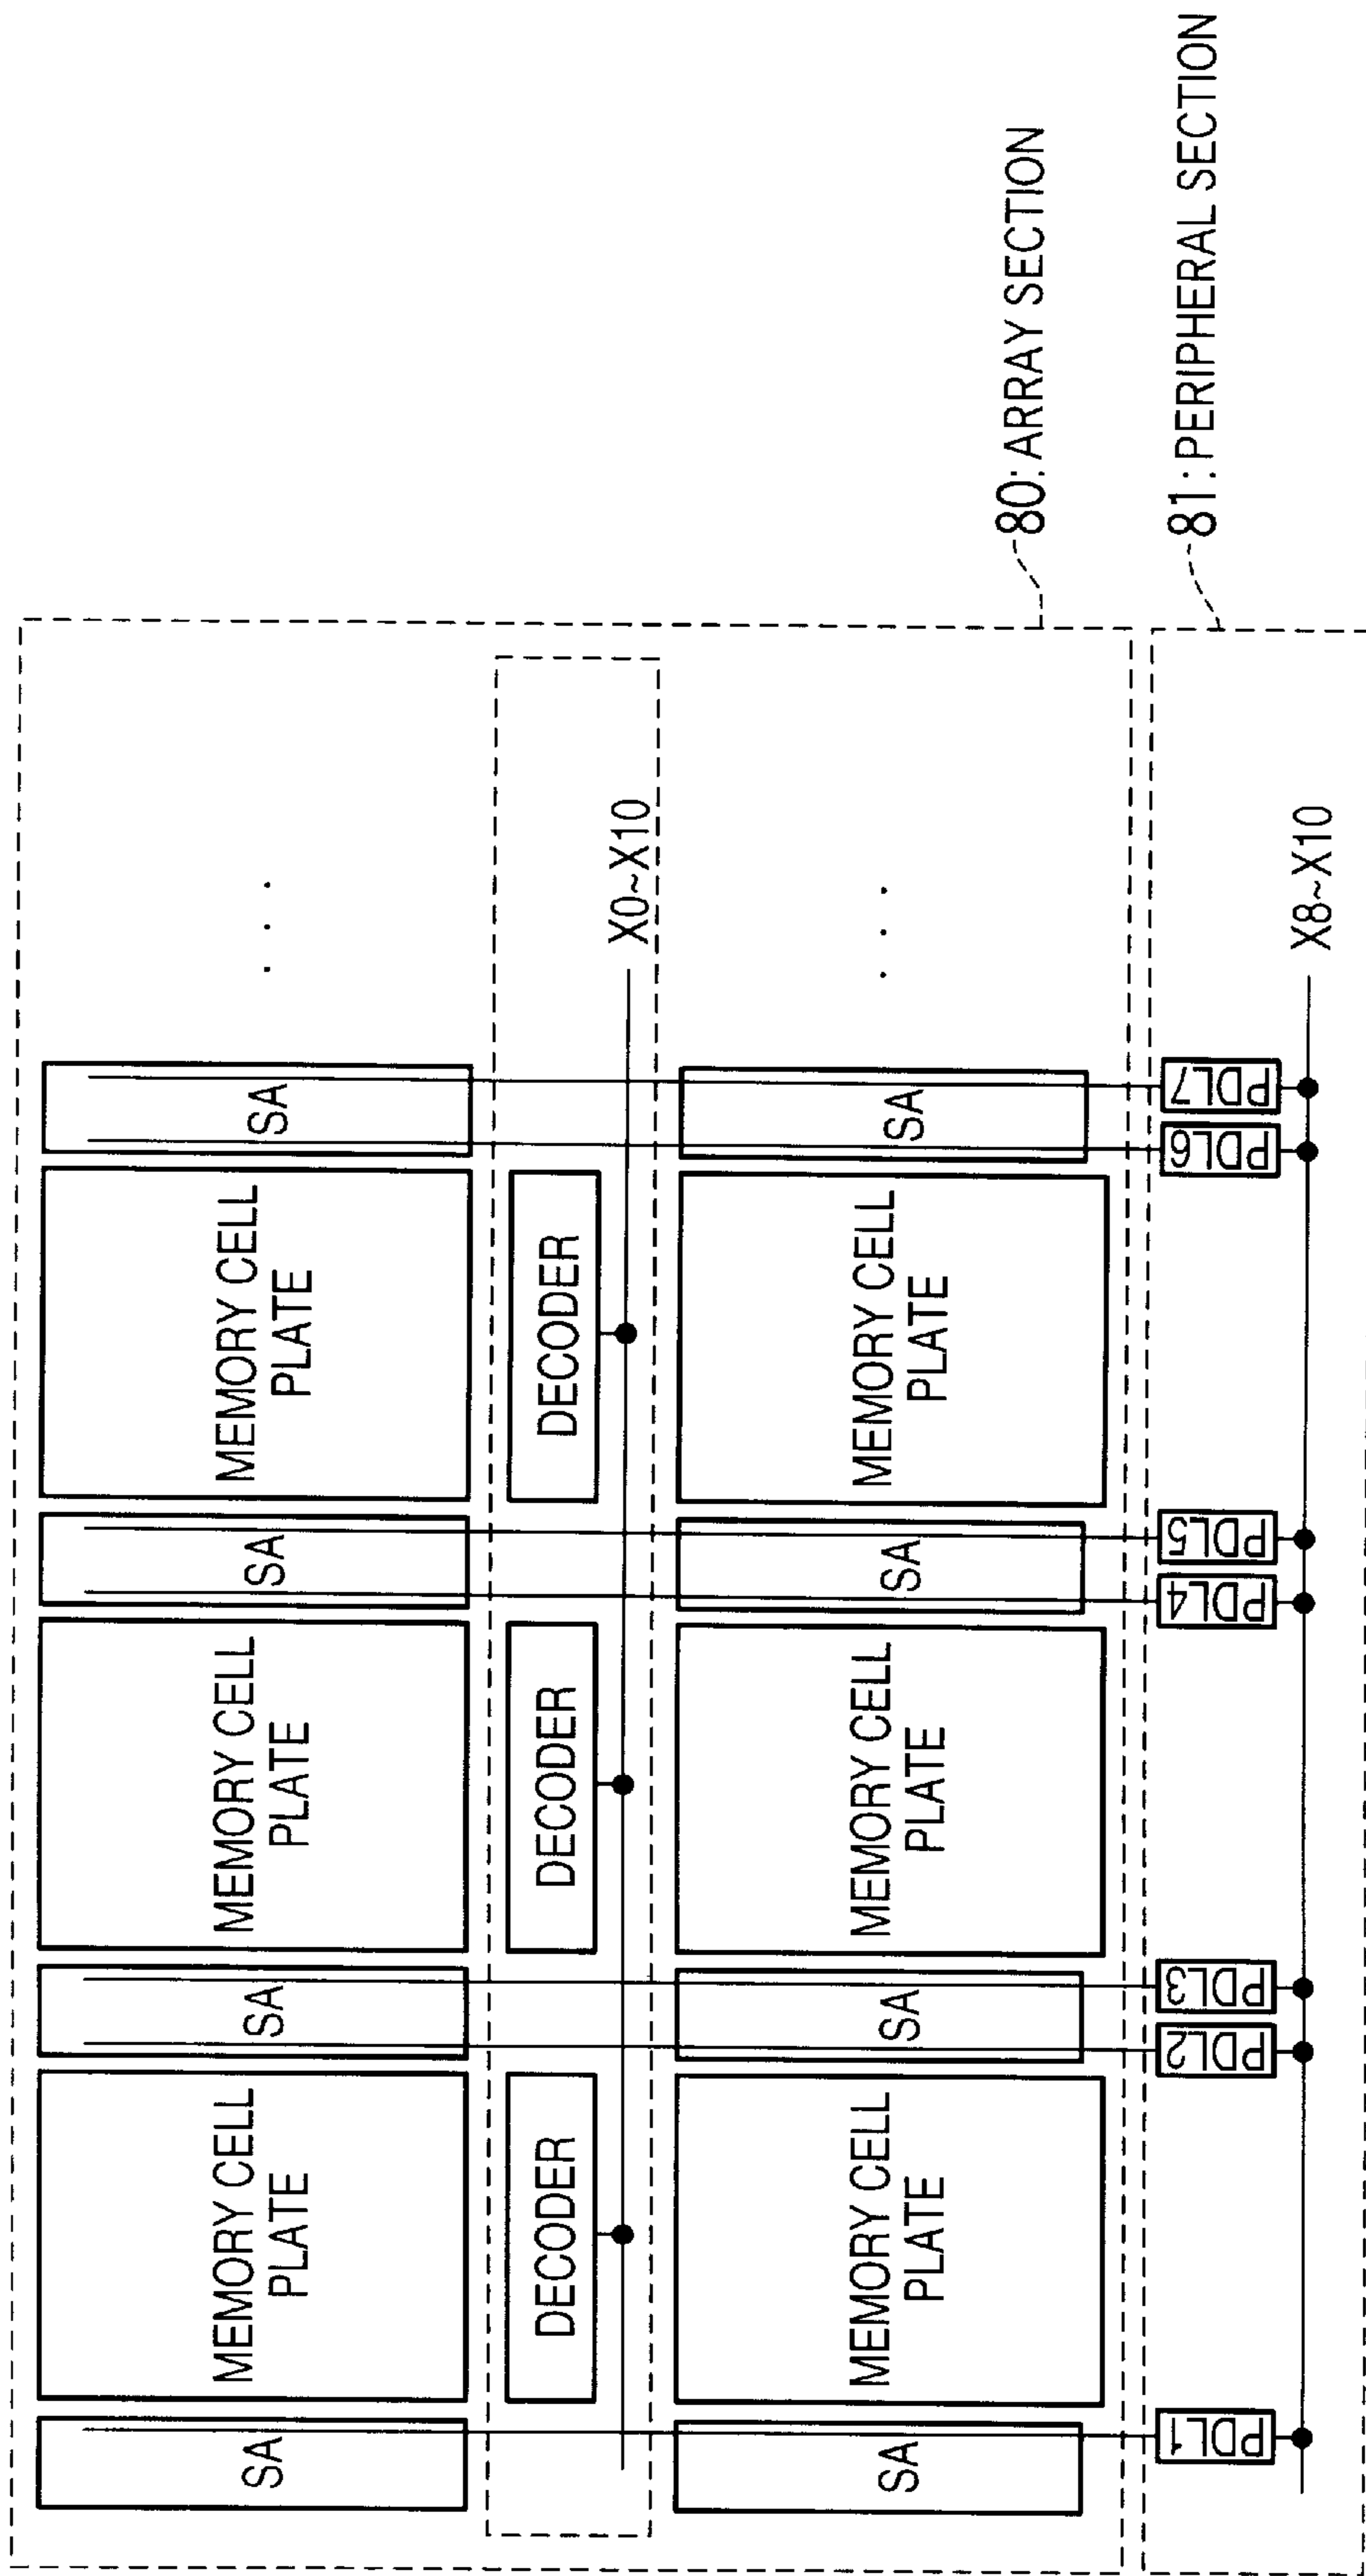 SA
MEMORY CELL
PLATE
SA
MEMORY CELL
PLATE
SA
MEMORY CELL
PLATE
SA
. . .
DECODER
DECODER
DECODER
X0~X10
SA
MEMORY CELL
PLATE
SA
MEMORY CELL
PLATE
SA
MEMORY CELL
PLATE
SA
. . .
80: ARRAY SECTION
PDL1
PDL2
PDL3
PDL4
PDL5
PDL6
PDL7
X8~X10
81: PERIPHERAL SECTION